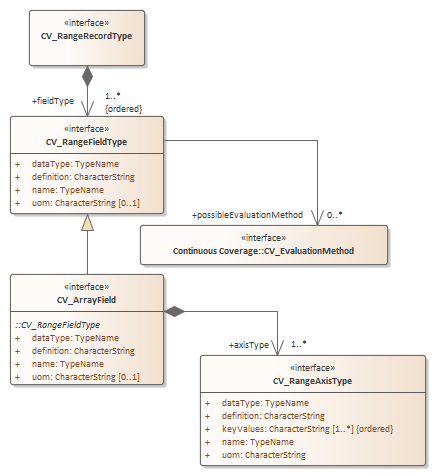 «interface»
CV_RangeRecordType
+fieldType
1..*
{ordered}
«interface»
CV_RangeFieldType
+ dataType: TypeName
+ definition: CharacterString
+ name: TypeName
+ uom: CharacterString [0..1]
+possibleEvaluationMethod
0..*
«interface»
Continuous Coverage::CV_EvaluationMethod
«interface»
CV_ArrayField
::CV_RangeFieldType
+ dataType: TypeName
+ definition: CharacterString
+ name: TypeName
+ uom: CharacterString [0..1]
+axisType
1..*
«interface»
CV_RangeAxisType
+ dataType: TypeName
+ definition: CharacterString
+ keyValues: CharacterString [1..*] {ordered}
+ name: TypeName
+ uom: CharacterString